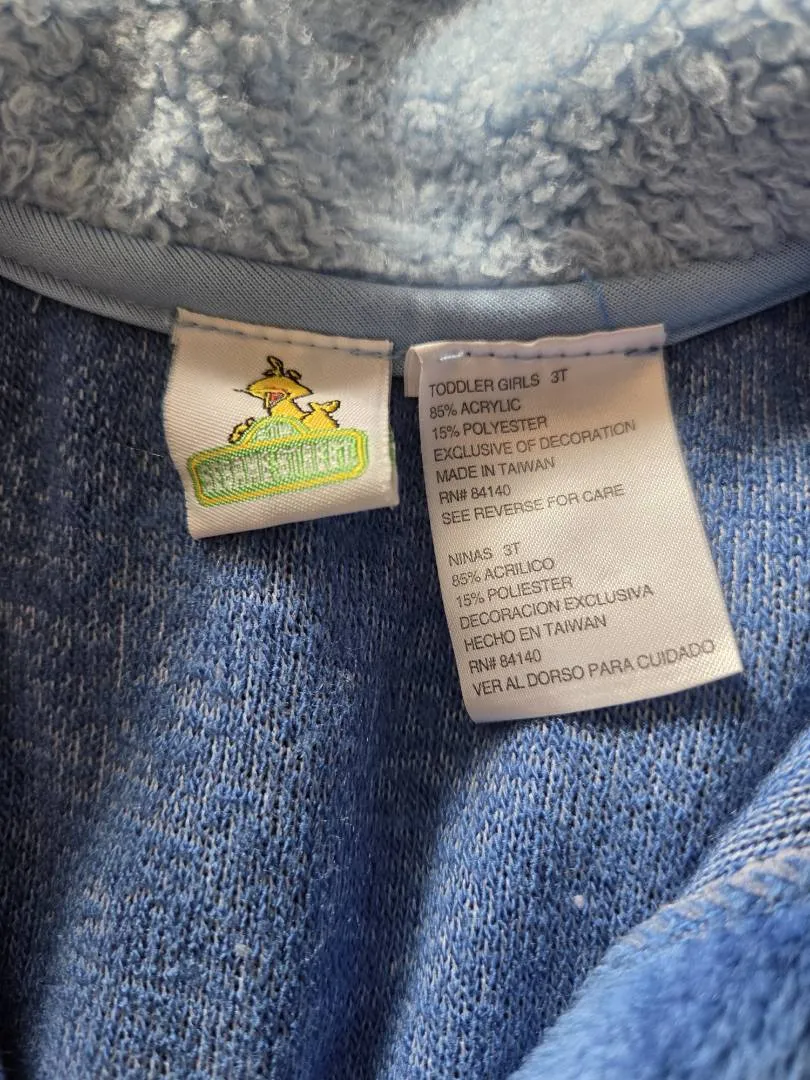 SESAME STREET
TODDLER GIRLS 3T
85% ACRYLIC
15% POLYESTER
EXCLUSIVE OF DECORATION
MADE IN TAIWAN
RN# 84140
SEE REVERSE FOR CARE
NINAS 3T
85% ACRILICO
15% POLIESTER
DECORACION EXCLUSIVA
HECHO EN TAIWAN
RN# 84140
VER AL DORSO PARA CUIDADO